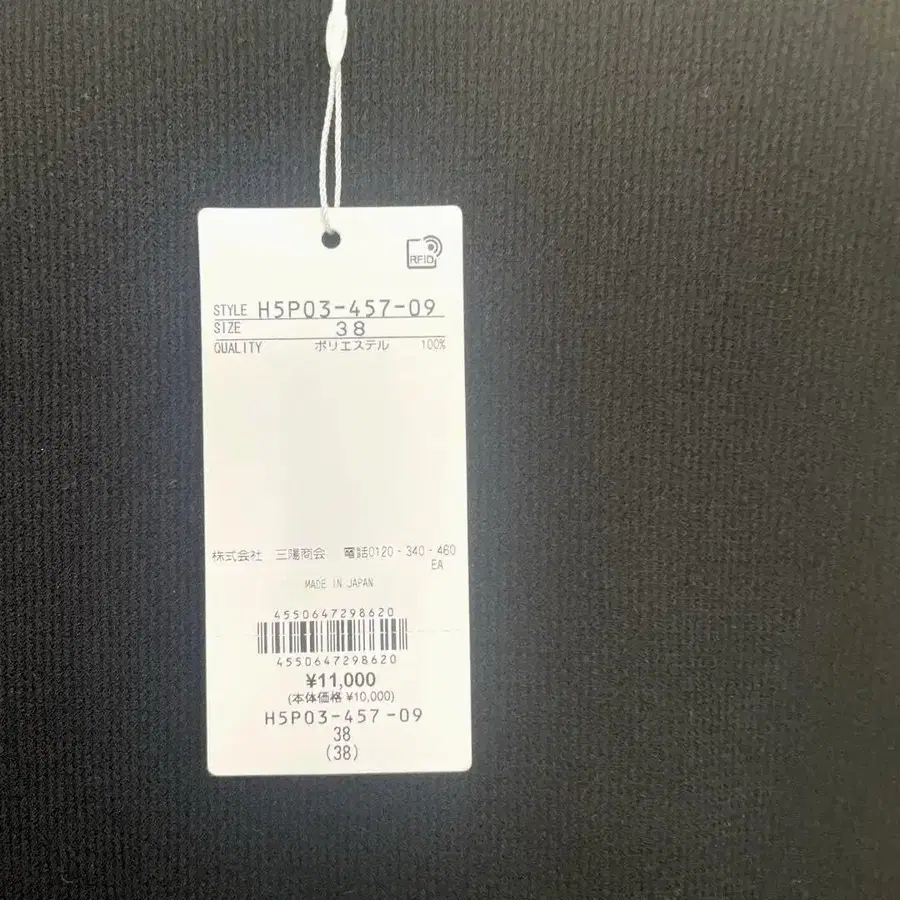 RFID
STYLE H5P03-457-09
SIZE 38
QUALITY ポリエステル 100%
株式会社 三陽商会 電話0120-340-460
EA
MADE IN JAPAN
4550647298620
4550647298620
¥11,000
(本体価格 ¥10,000)
H5P03-457-09
38
(38)